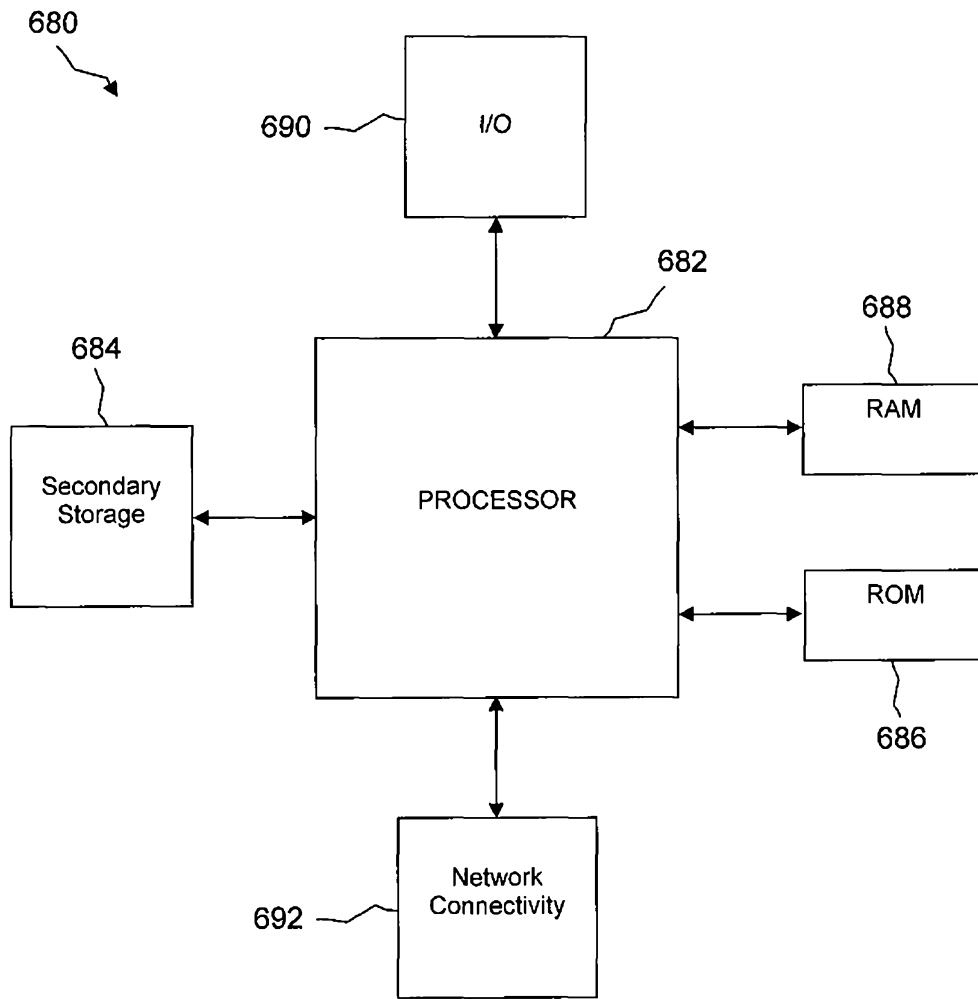 680
690
I/O
682
688
684
RAM
Secondary
Storage
PROCESSOR
ROM
686
Network
Connectivity
692